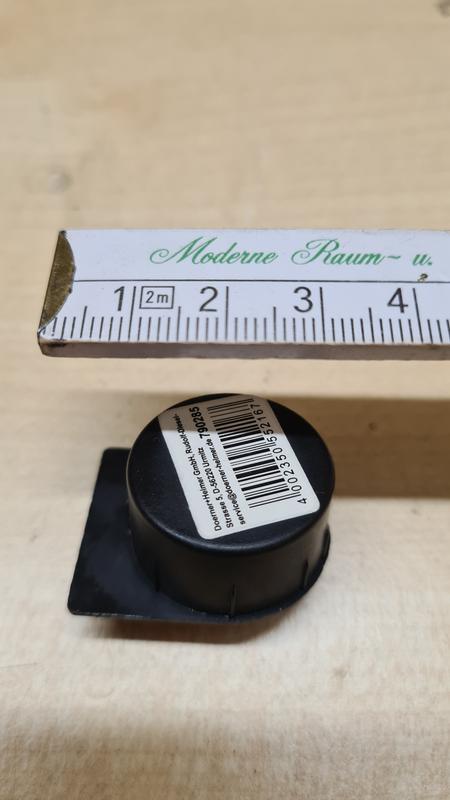 Moderne Raum~ u.
1 2m 2 3 4
Doerner+Helmer GmbH, Rudolf-Diesel-
Strasse 5, D-56220 Urmitz 790285
service@doerner-helmer.de
4 002350 552167